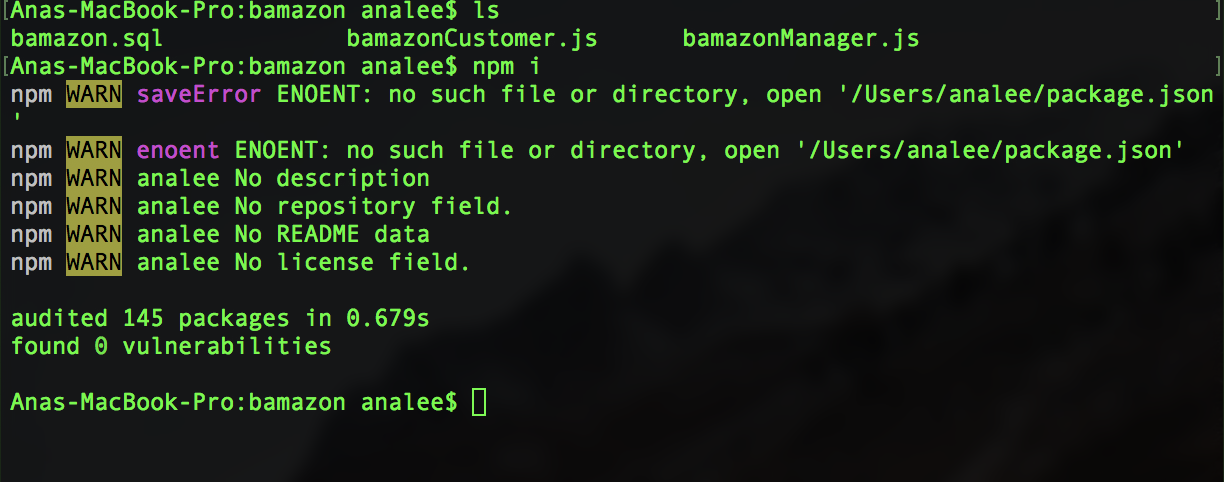 [Anas-MacBook-Pro:bamazon analee$ ls ]
bamazon.sql bamazonCustomer.js bamazonManager.js
[Anas-MacBook-Pro:bamazon analee$ npm i ]
npm WARN saveError ENOENT: no such file or directory, open '/Users/analee/package.json
'
npm WARN enoent ENOENT: no such file or directory, open '/Users/analee/package.json'
npm WARN analee No description
npm WARN analee No repository field.
npm WARN analee No README data
npm WARN analee No license field.
audited 145 packages in 0.679s
found 0 vulnerabilities
Anas-MacBook-Pro:bamazon analee$